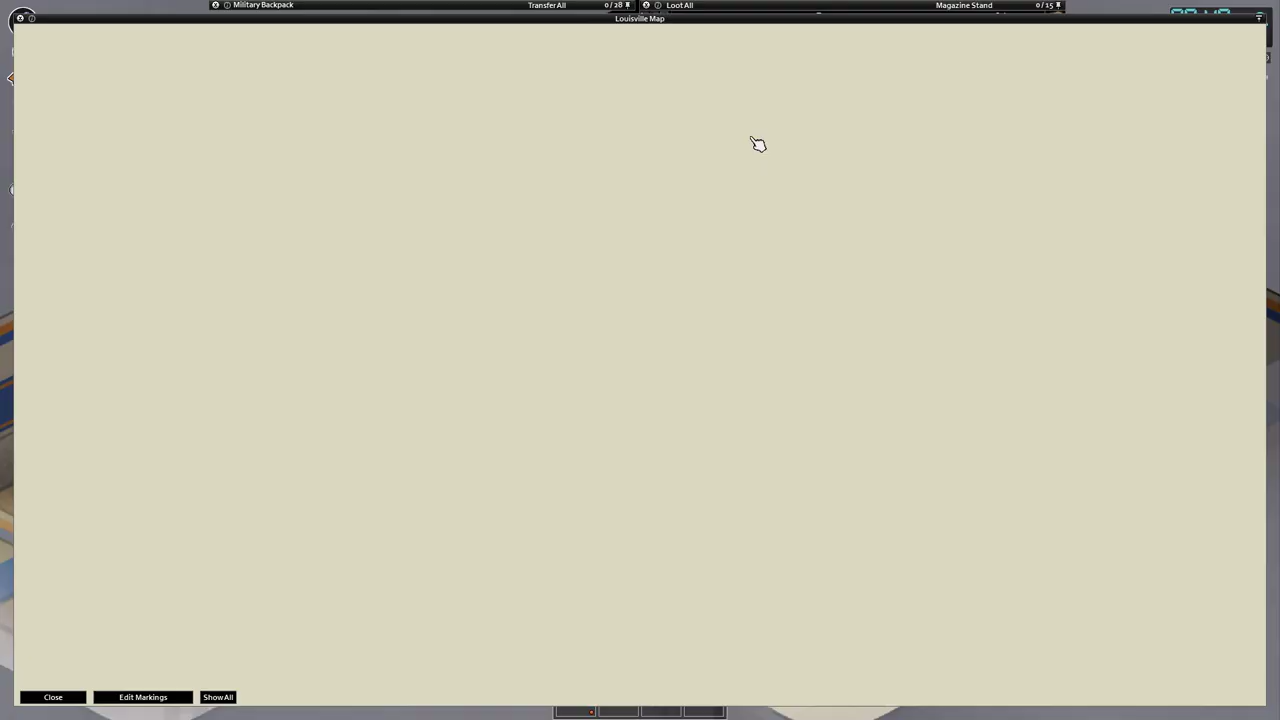 Military Backpack Transfer All 0 / 28 Loot All Magazine Stand 0 / 15
Louisville Map
Close Edit Markings Show All